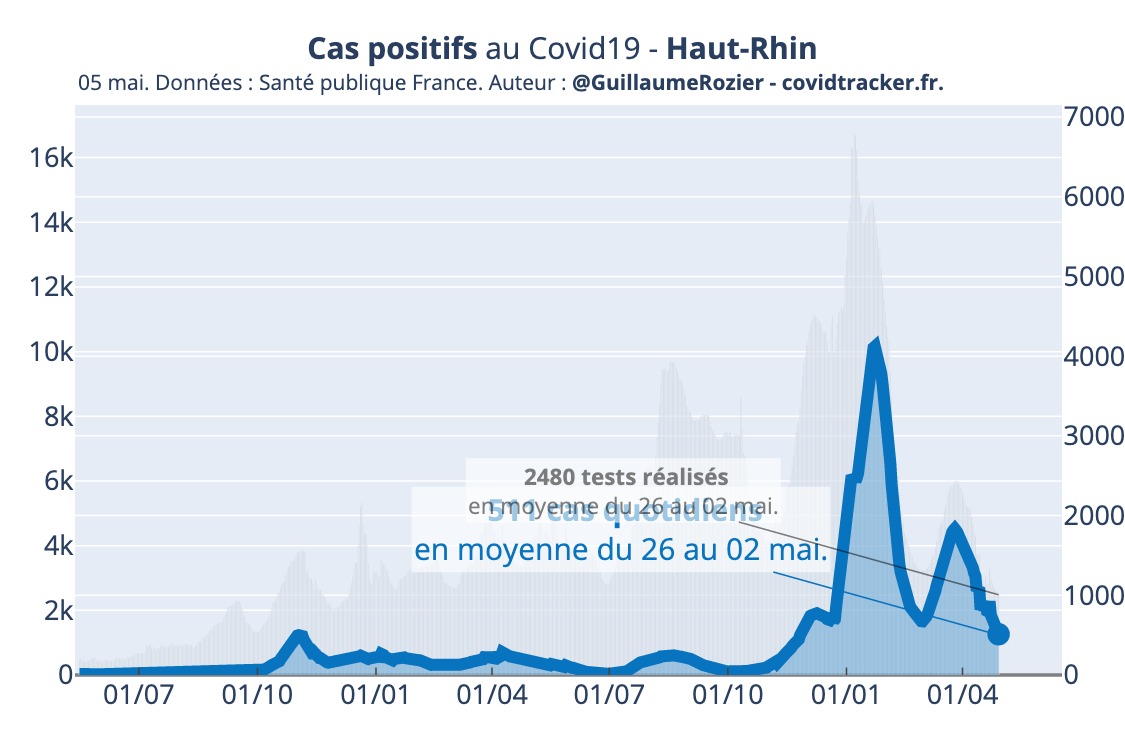 Cas positifs au Covid19 - Haut-Rhin
05 mai. Données : Santé publique France. Auteur : @GuillaumeRozier - covidtracker.fr.
7000
16k
6000
14k
5000
12k
10k
4000
8k
3000
6k
2480 tests réalisés
en moyenne du 26 au 02 mai.
511 cas quotidiens
2000
4k
en moyenne du 26 au 02 mai.
1000
2k
0
0
01/07 01/10 01/01 01/04 01/07 01/10 01/01 01/04